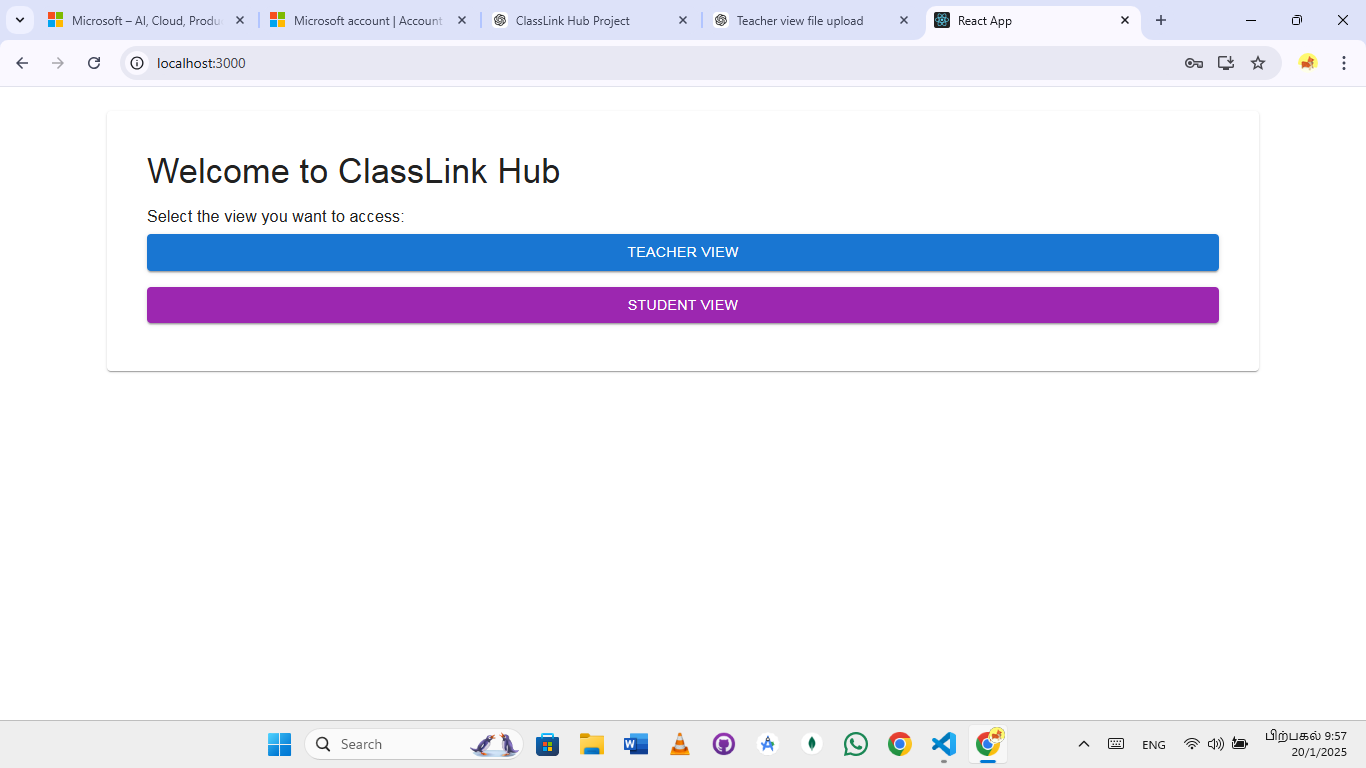 Microsoft – AI, Cloud, Produ
Microsoft account | Account
ClassLink Hub Project
Teacher view file upload
React App
localhost:3000
Welcome to ClassLink Hub
Select the view you want to access:
TEACHER VIEW
STUDENT VIEW
Search
ENG
பிற்பகல் 9:57
20/1/2025